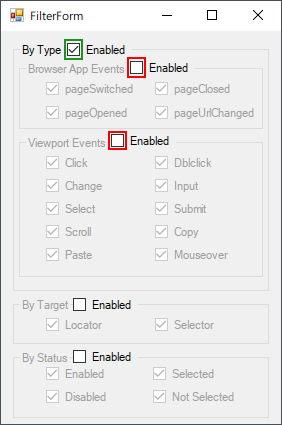 FilterForm
By Type Enabled
Browser App Events Enabled
pageSwitched pageClosed
pageOpened pageUrlChanged
Viewport Events Enabled
Click Dblclick
Change Input
Select Submit
Scroll Copy
Paste Mouseover
By Target Enabled
Locator Selector
By Status Enabled
Enabled Selected
Disabled Not Selected